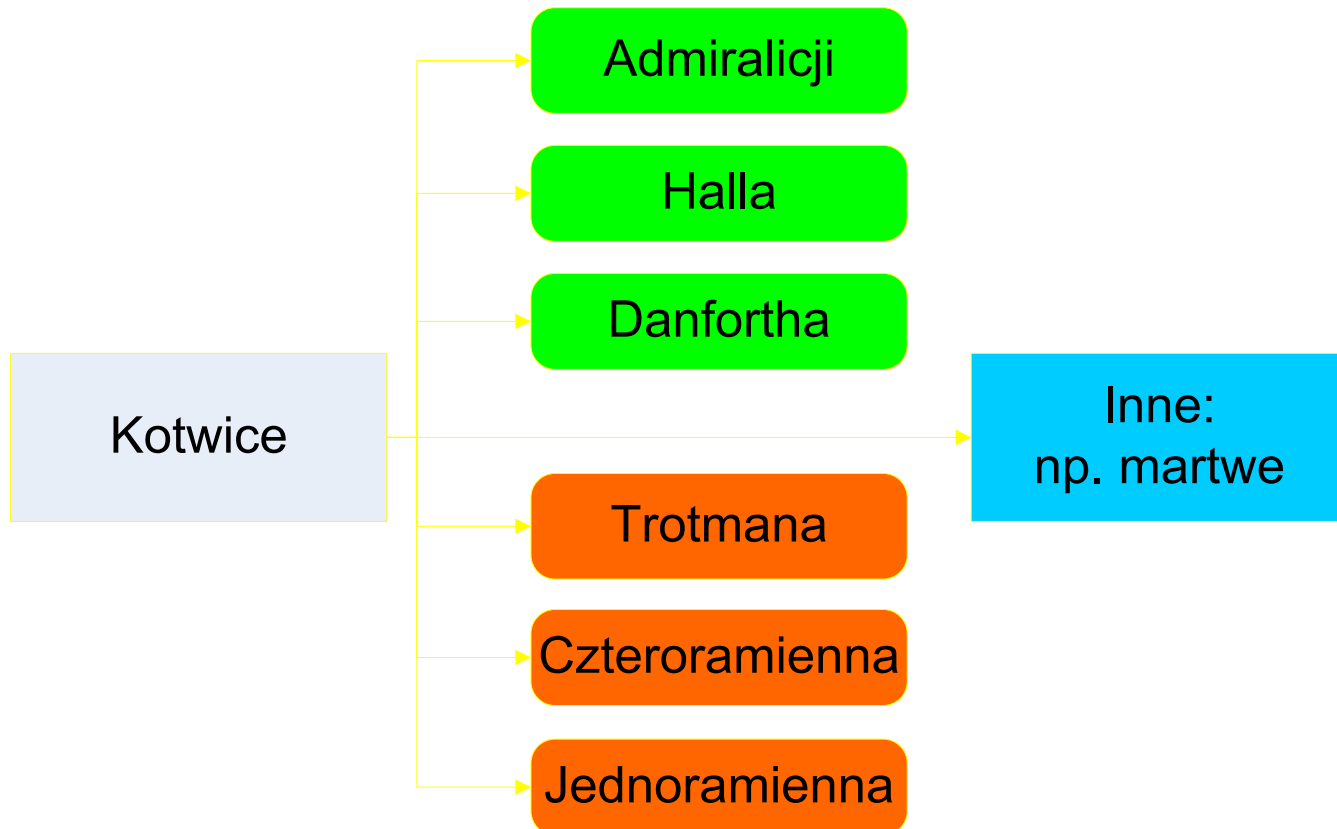 Admiralicji
Halla
Danfortha
Kotwice
Inne:
np. martwe
Trotmana
Czteroramienna
Jednoramienna